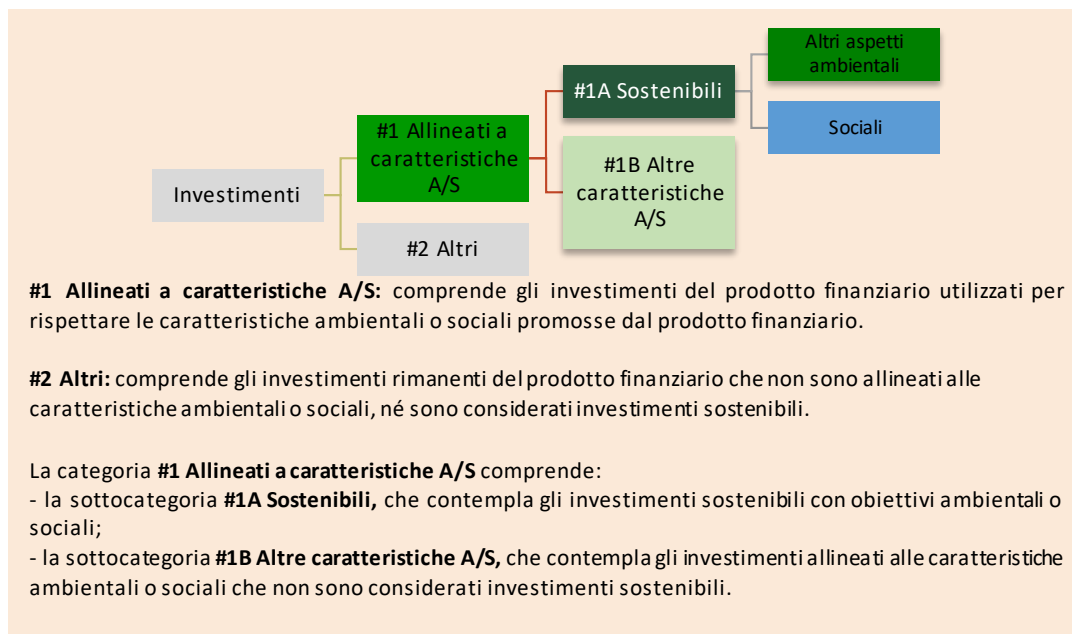 Altri aspetti
ambientali
#1A Sostenibili
Sociali
#1 Allineati a
caratteristiche
A/S
#1B Altre
caratteristiche
A/S
Investimenti
#2 Altri
#1 Allineati a caratteristiche A/S: comprende gli investimenti del prodotto finanziario utilizzati per
rispettare le caratteristiche ambientali o sociali promosse dal prodotto finanziario.
#2 Altri: comprende gli investimenti rimanenti del prodotto finanziario che non sono allineati alle
caratteristiche ambientali o sociali, né sono considerati investimenti sostenibili.
La categoria #1 Allineati a caratteristiche A/S comprende:
- la sottocategoria #1A Sostenibili, che contempla gli investimenti sostenibili con obiettivi ambientali o
sociali;
- la sottocategoria #1B Altre caratteristiche A/S, che contempla gli investimenti allineati alle caratteristiche
ambientali o sociali che non sono considerati investimenti sostenibili.